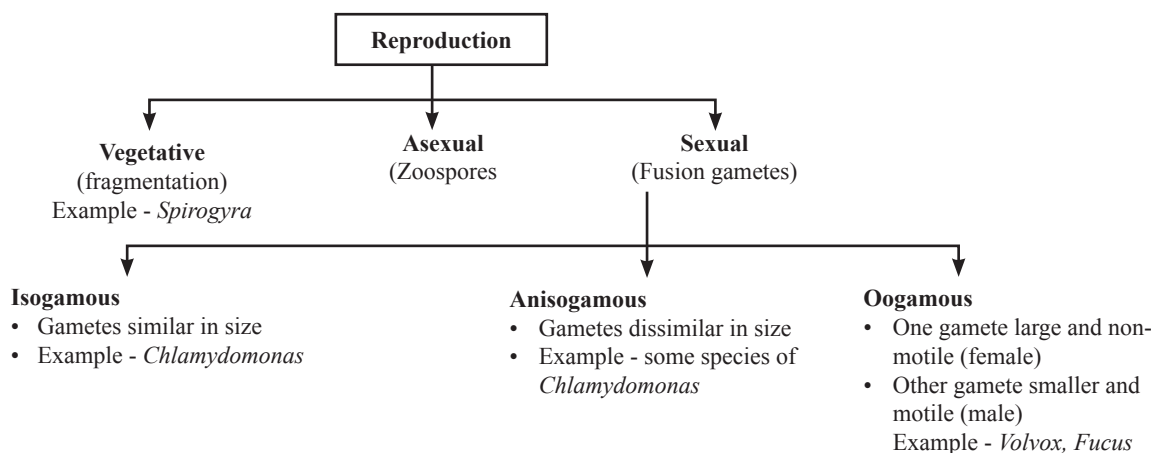 Reproduction
Vegetative
(fragmentation)
Example - Spirogyra
Asexual
(Zoospores
Sexual
(Fusion gametes)
Isogamous
• Gametes similar in size
• Example - Chlamydomonas
Anisogamous
• Gametes dissimilar in size
• Example - some species of
Chlamydomonas
Oogamous
• One gamete large and non-
motile (female)
• Other gamete smaller and
motile (male)
Example - Volvox, Fucus